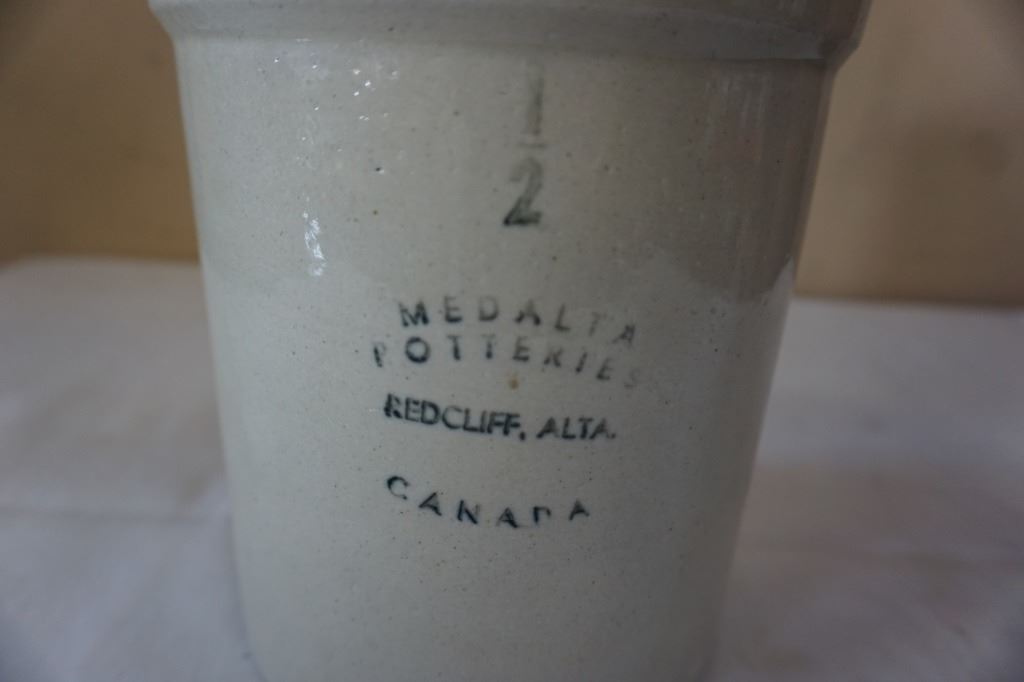 1
2
MEDALTA
POTTERIES
REDCLIFF, ALTA.
CANADA